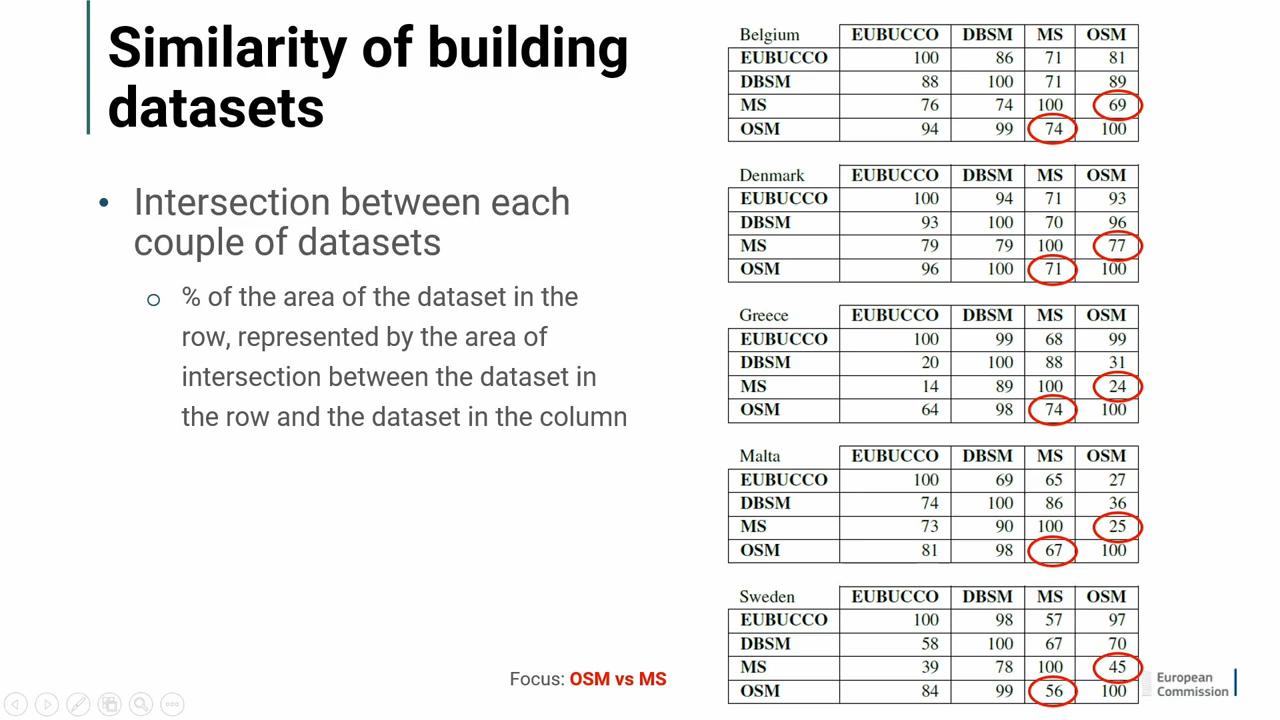 Similarity of building
datasets
• Intersection between each
couple of datasets
○ % of the area of the dataset in the
row, represented by the area of
intersection between the dataset in
the row and the dataset in the column
Belgium EUBUCCO DBSM MS OSM
EUBUCCO 100 86 71 81
DBSM 88 100 71 89
MS 76 74 100 69
OSM 94 99 74 100
Denmark EUBUCCO DBSM MS OSM
EUBUCCO 100 94 71 93
DBSM 93 100 70 96
MS 79 79 100 77
OSM 96 100 71 100
Greece EUBUCCO DBSM MS OSM
EUBUCCO 100 99 68 99
DBSM 20 100 88 31
MS 14 89 100 24
OSM 64 98 74 100
Malta EUBUCCO DBSM MS OSM
EUBUCCO 100 69 65 27
DBSM 74 100 86 36
MS 73 90 100 25
OSM 81 98 67 100
Sweden EUBUCCO DBSM MS OSM
EUBUCCO 100 98 57 97
DBSM 58 100 67 70
MS 39 78 100 45
OSM 84 99 56 100
Focus: OSM vs MS
European
Commission